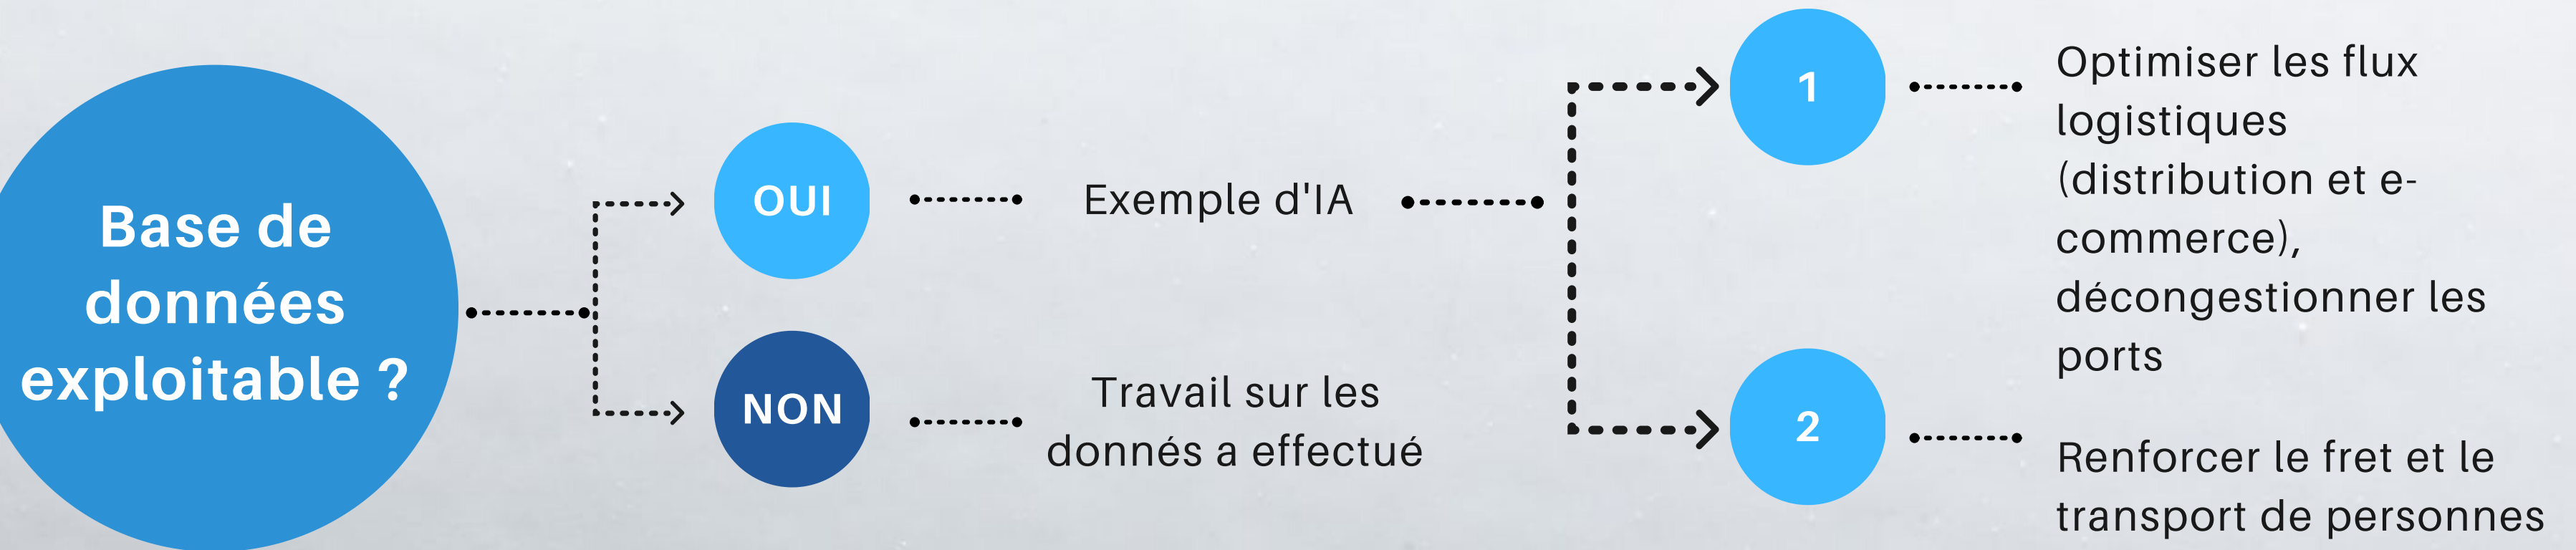 Base de
données
exploitable ?
OUI
Exemple d'IA
NON
Travail sur les
donnés a effectué
1
Optimiser les flux
logistiques
(distribution et e-
commerce),
décongestionner les
ports
2
Renforcer le fret et le
transport de personnes